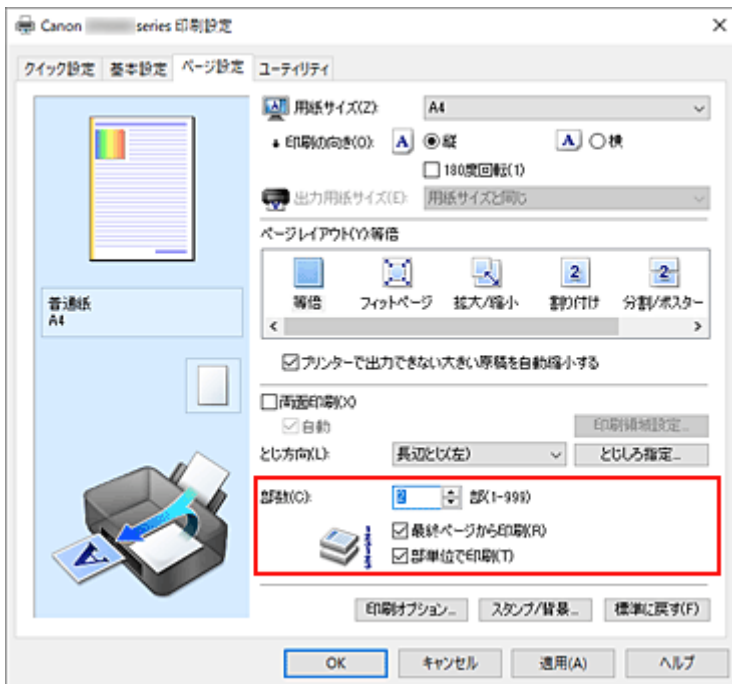 Canon series 印刷設定
クイック設定 基本設定 ページ設定 ユーティリティ
用紙サイズ(Z): A4
印刷の向き(O): A 縦 A 横
180度回転(1)
出力用紙サイズ(E): 用紙サイズと同じ
ページレイアウト(Y):等倍
等倍 フィットページ 拡大/縮小 割り付け 分割/ポスター
普通紙
A4
プリンターで出力できない大きい原稿を自動縮小する
両面印刷(X)
自動 印刷領域設定...
とじ方向(L): 長辺とじ(左) とじしろ指定...
部数(C): 2 部(1-999)
最終ページから印刷(R)
部単位で印刷(T)
印刷オプション... スタンプ/背景... 標準に戻す(F)
OK キャンセル 適用(A) ヘルプ